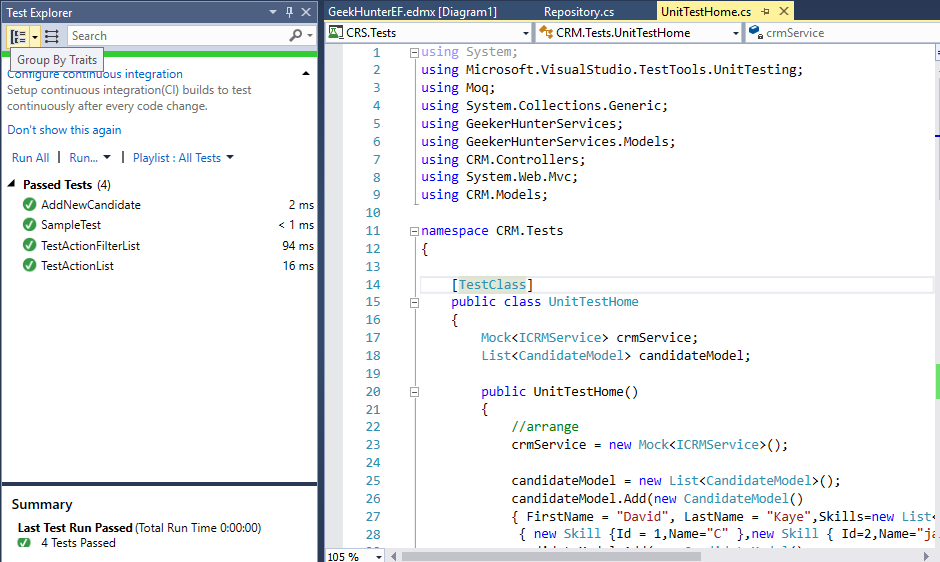 Test Explorer
Search
Group By Traits
Configure continuous integration
Setup continuous integration(CI) builds to test
continuously after every code change.
Don't show this again
Run All | Run... | Playlist : All Tests
Passed Tests (4)
AddNewCandidate 2 ms
SampleTest < 1 ms
TestActionFilterList 94 ms
TestActionList 16 ms
Summary
Last Test Run Passed (Total Run Time 0:00:00)
4 Tests Passed
GeekHunterEF.edmx [Diagram1] Repository.cs UnitTestHome.cs
CRS.Tests CRM.Tests.UnitTestHome crmService
1 using System;
2 using Microsoft.VisualStudio.TestTools.UnitTesting;
3 using Moq;
4 using System.Collections.Generic;
5 using GeekerHunterServices;
6 using GeekerHunterServices.Models;
7 using CRM.Controllers;
8 using System.Web.Mvc;
9 using CRM.Models;
10
11 namespace CRM.Tests
12 {
13
14 [TestClass]
15 public class UnitTestHome
16 {
17 Mock<ICRMService> crmService;
18 List<CandidateModel> candidateModel;
19
20 public UnitTestHome()
21 {
22 //arrange
23 crmService = new Mock<ICRMService>();
24
25 candidateModel = new List<CandidateModel>();
26 candidateModel.Add(new CandidateModel()
27 { FirstName = "David", LastName = "Kaye",Skills=new List<
28 { new Skill {Id = 1,Name="C" },new Skill { Id=2,Name="ja
105 %